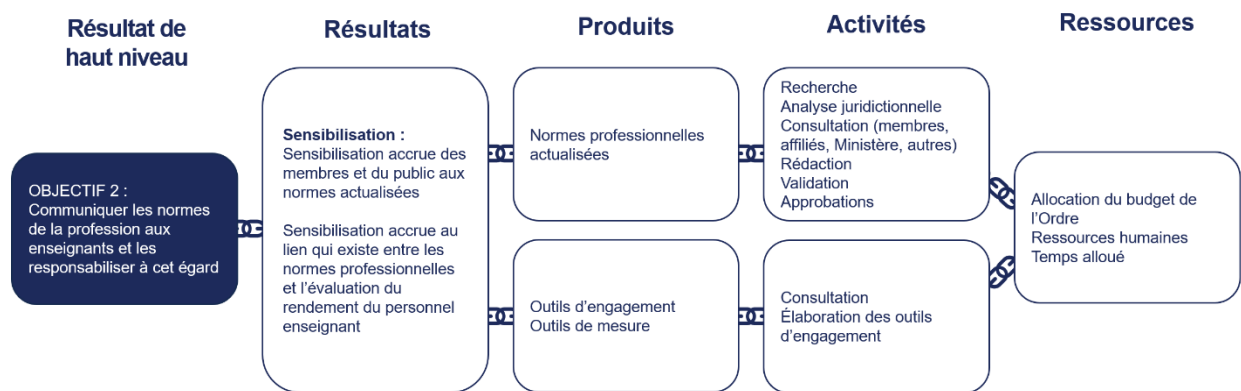 Résultat de
haut niveau
Résultats
Produits
Activités
Ressources
OBJECTIF 2 :
Communiquer les normes
de la profession aux
enseignants et les
responsabiliser à cet égard
Sensibilisation :
Sensibilisation accrue des
membres et du public aux
normes actualisées
Sensibilisation accrue au
lien qui existe entre les
normes professionnelles
et l’évaluation du
rendement du personnel
enseignant
Normes professionnelles
actualisées
Outils d’engagement
Outils de mesure
Recherche
Analyse juridictionnelle
Consultation (membres,
affiliés, Ministère, autres)
Rédaction
Validation
Approbations
Consultation
Élaboration des outils
d’engagement
Allocation du budget de
l’Ordre
Ressources humaines
Temps alloué